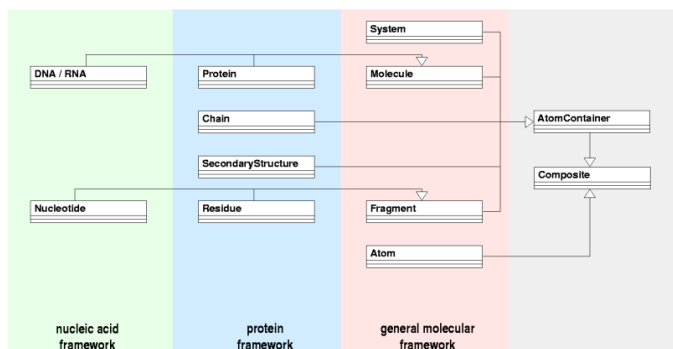 System
DNA / RNA
Protein
Molecule
Chain
AtomContainer
SecondaryStructure
Composite
Nucleotide
Residue
Fragment
Atom
nucleic acid
framework
protein
framework
general molecular
framework